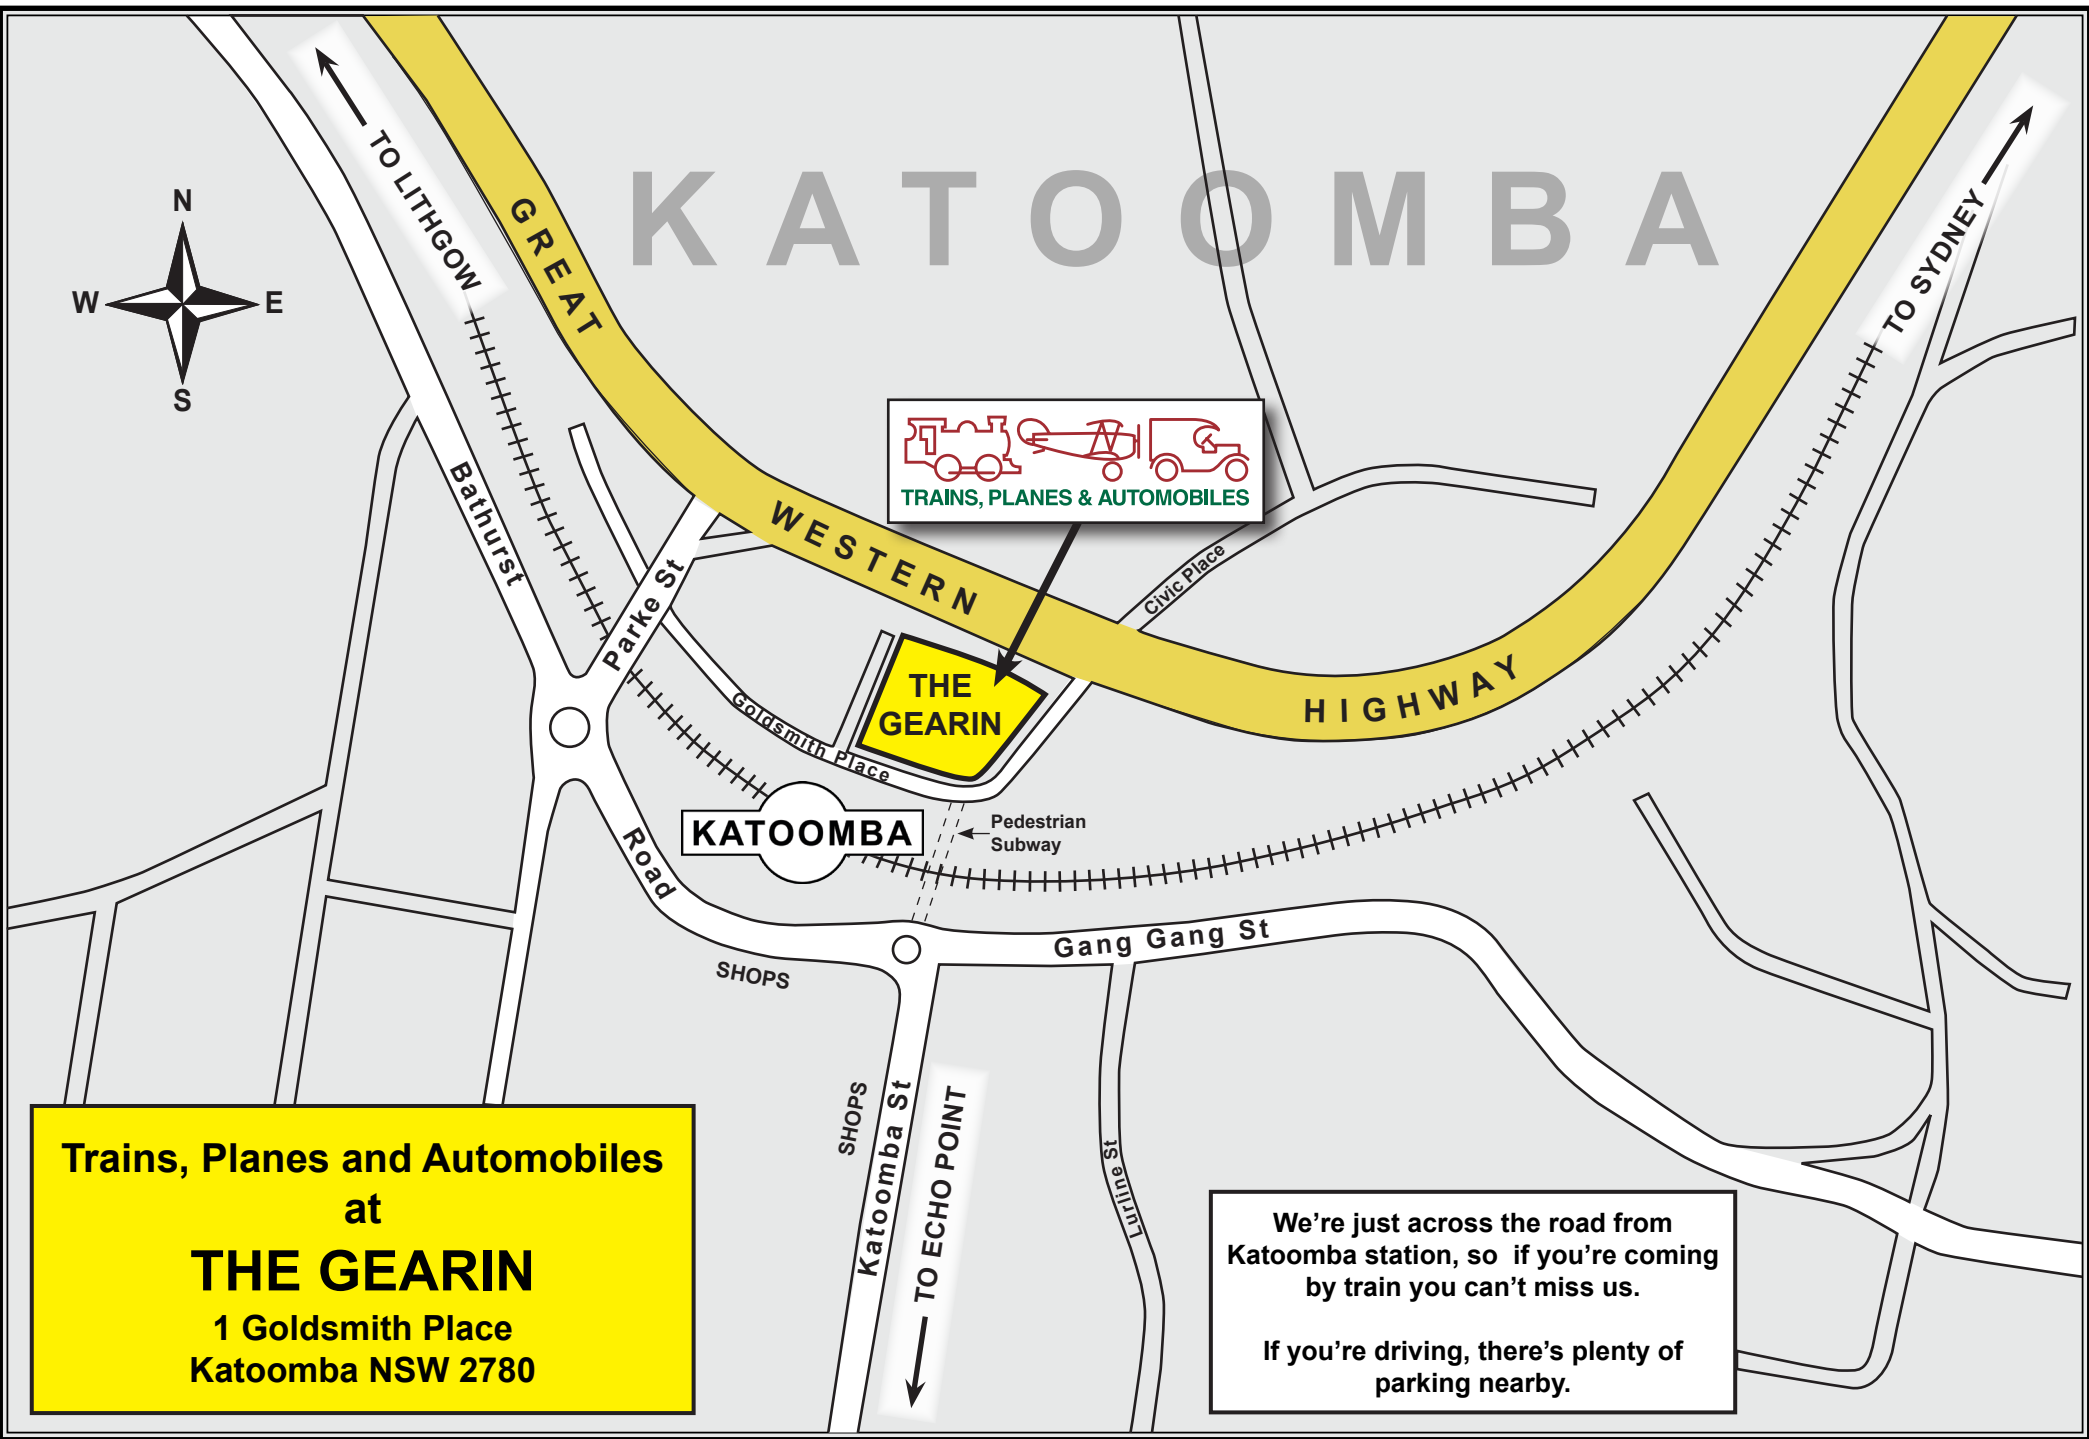 N
W
E
S
TO LITHGOW
KATOOMBA
TO SYDNEY
GREAT
WESTERN
HIGHWAY
TRAINS, PLANES & AUTOMOBILES
Bathurst
Road
Parke St
Civic Place
THE
GEARIN
Goldsmith Place
KATOOMBA
Pedestrian
Subway
Gang Gang St
SHOPS
SHOPS
Katoomba St
TO ECHO POINT
Lurline St
Trains, Planes and Automobiles
at
THE GEARIN
1 Goldsmith Place
Katoomba NSW 2780
We're just across the road from
Katoomba station, so  if you're coming
by train you can't miss us.
If you're driving, there's plenty of
parking nearby.